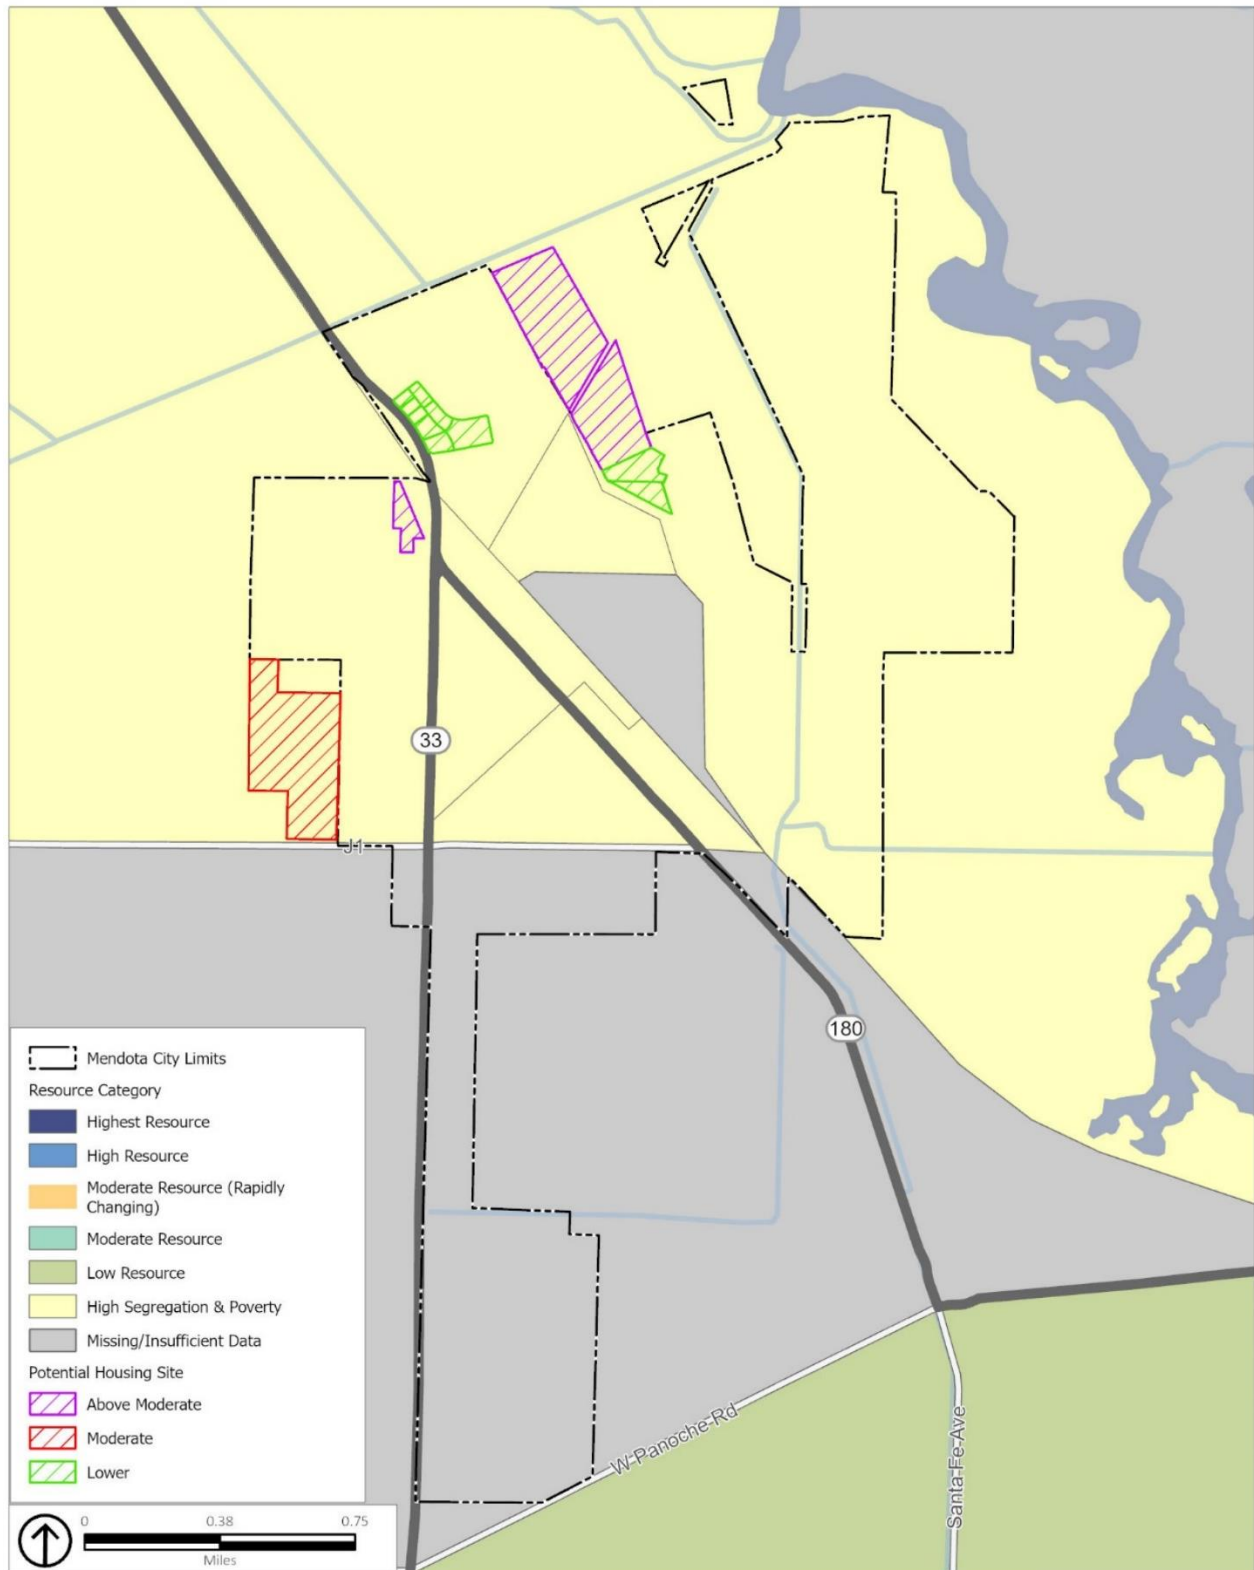 33
J1
180
W Panoche Rd
Santa Fe Ave
Mendota City Limits
Resource Category
Highest Resource
High Resource
Moderate Resource (Rapidly
Changing)
Moderate Resource
Low Resource
High Segregation & Poverty
Missing/Insufficient Data
Potential Housing Site
Above Moderate
Moderate
Lower
0 0.38 0.75
Miles